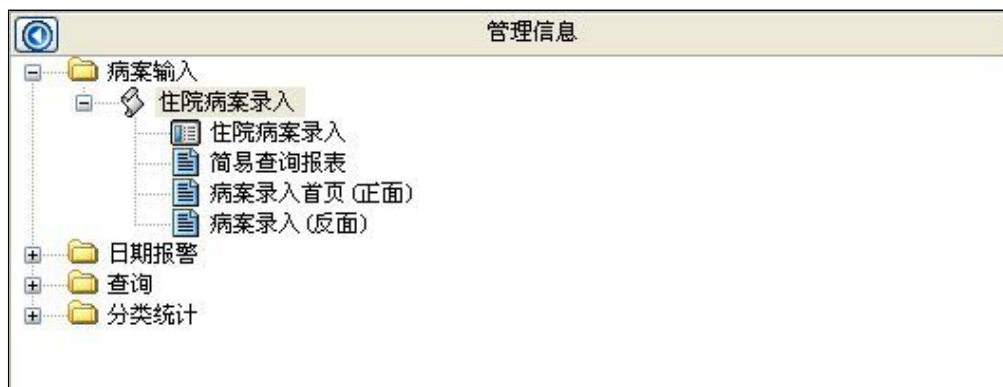 管理信息
病案输入
住院病案录入
住院病案录入
简易查询报表
病案录入首页(正面)
病案录入(反面)
日期报警
查询
分类统计